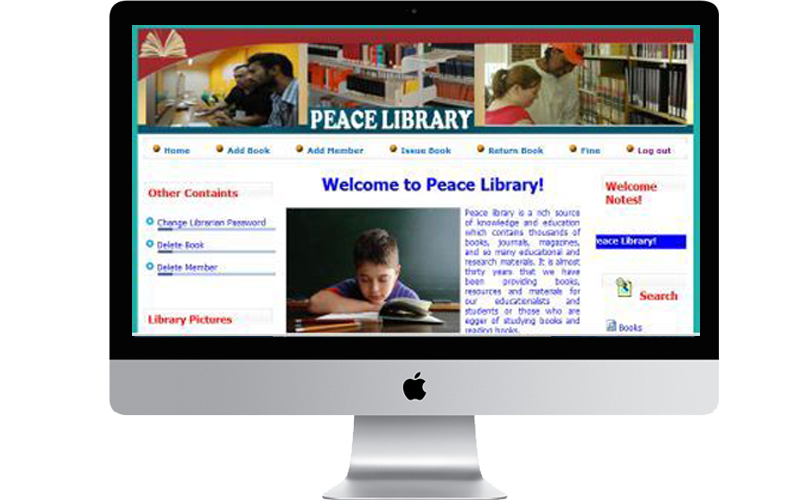 PEACE LIBRARY
Home
Add Book
Add Member
Issue Book
Return Book
Fine
Log out
Other Containts
Change Librarian Password
Delete Book
Delete Member
Library Pictures
Welcome to Peace Library!
Peace library is a rich source
of knowledge and education
which contains thousands of
books, journals, magazines,
and so many educational and
research materials. It is almost
thirty years that we have
been providing books,
resources and materials for
our educationalists and
students or those who are
egger of studying books and
reading books.
Welcome
Notes!
eace Library!
Search
Books